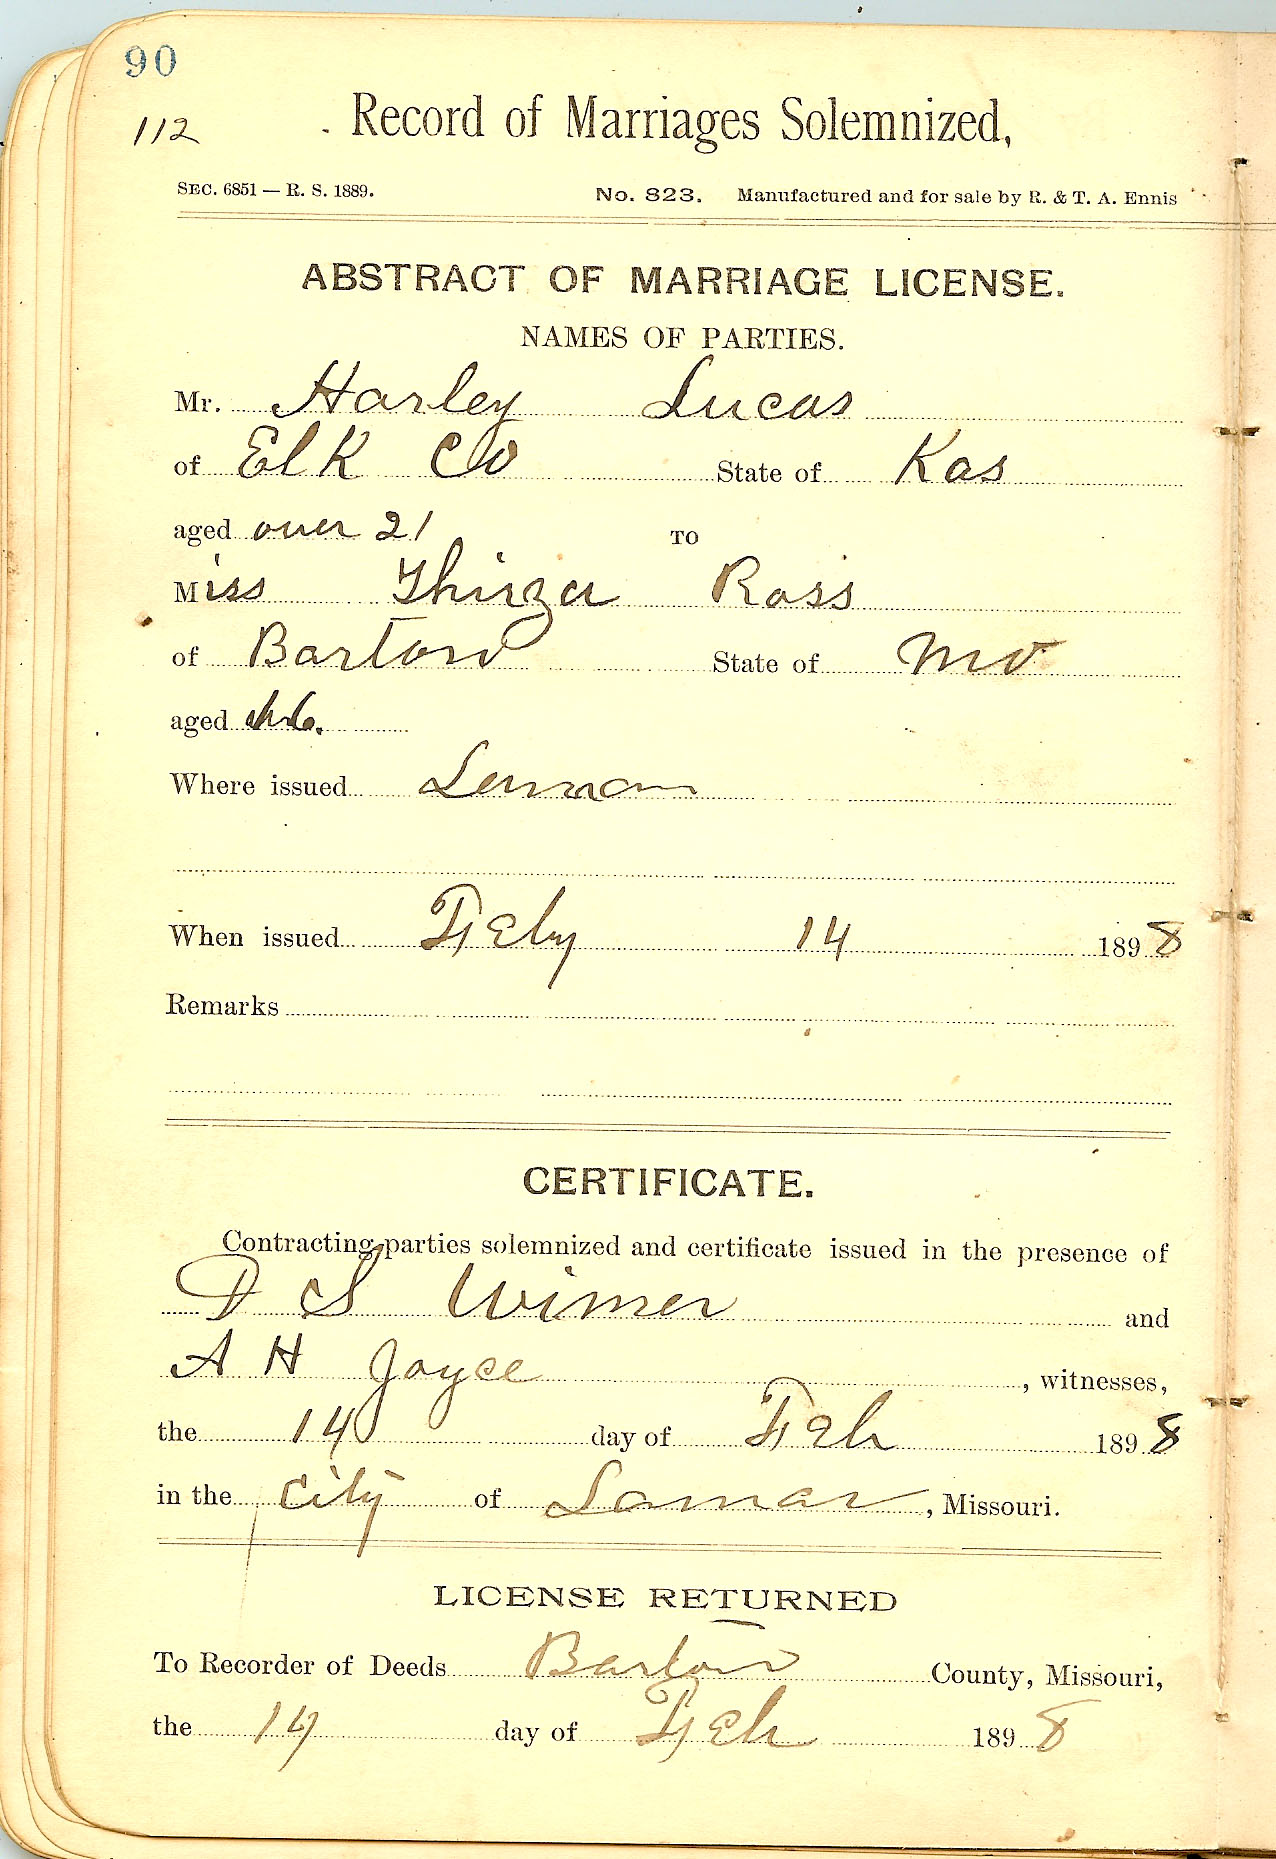 90
112
Record of Marriages Solemnized,
SEC. 6851 — R. S. 1889. No. 823. Manufactured and for sale by R. & T. A. Ennis
ABSTRACT OF MARRIAGE LICENSE.
NAMES OF PARTIES.
Mr. Harley Lucas
of Elk Co State of Kas
aged over 21 TO
Miss Thirza Ross
of Barton State of Mo
aged
Where issued Lamar
When issued Feby 14 1898
Remarks
CERTIFICATE.
Contracting parties solemnized and certificate issued in the presence of
D S Wimer and
A H Joyce, witnesses,
the 14 day of Feb 1898
in the City of Lamar, Missouri.
LICENSE RETURNED
To Recorder of Deeds Barton County, Missouri,
the 14 day of Feb 1898